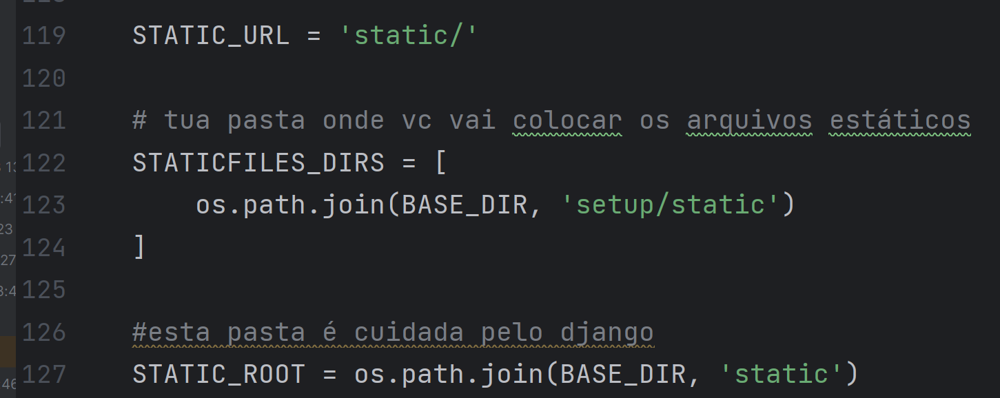 119 STATIC_URL = 'static/'
120
121 # tua pasta onde vc vai colocar os arquivos estáticos
122 STATICFILES_DIRS = [
123 os.path.join(BASE_DIR, 'setup/static')
124 ]
125
126 #esta pasta é cuidada pelo django
127 STATIC_ROOT = os.path.join(BASE_DIR, 'static')